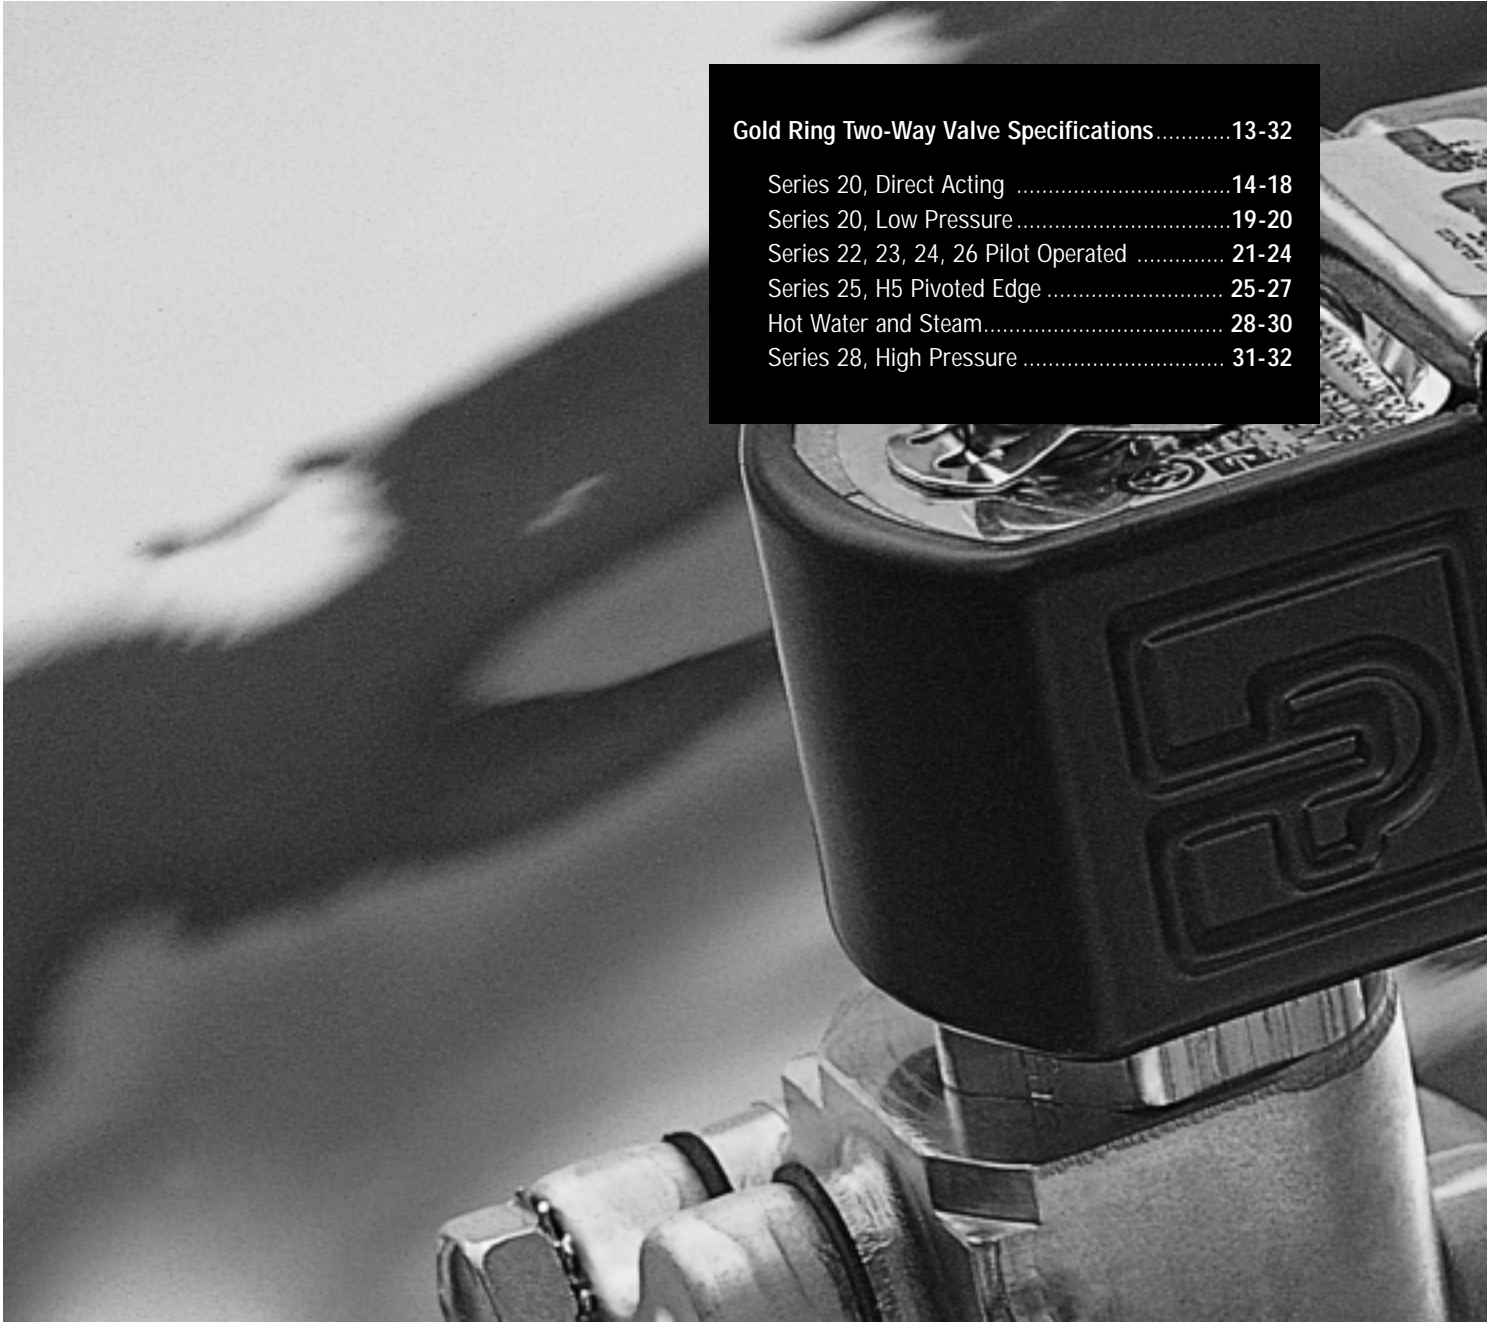 Gold Ring Two-Way Valve Specifications............13-32
Series 20, Direct Acting ..................................14-18
Series 20, Low Pressure..................................19-20
Series 22, 23, 24, 26 Pilot Operated .............. 21-24
Series 25, H5 Pivoted Edge ............................ 25-27
Hot Water and Steam...................................... 28-30
Series 28, High Pressure ................................ 31-32